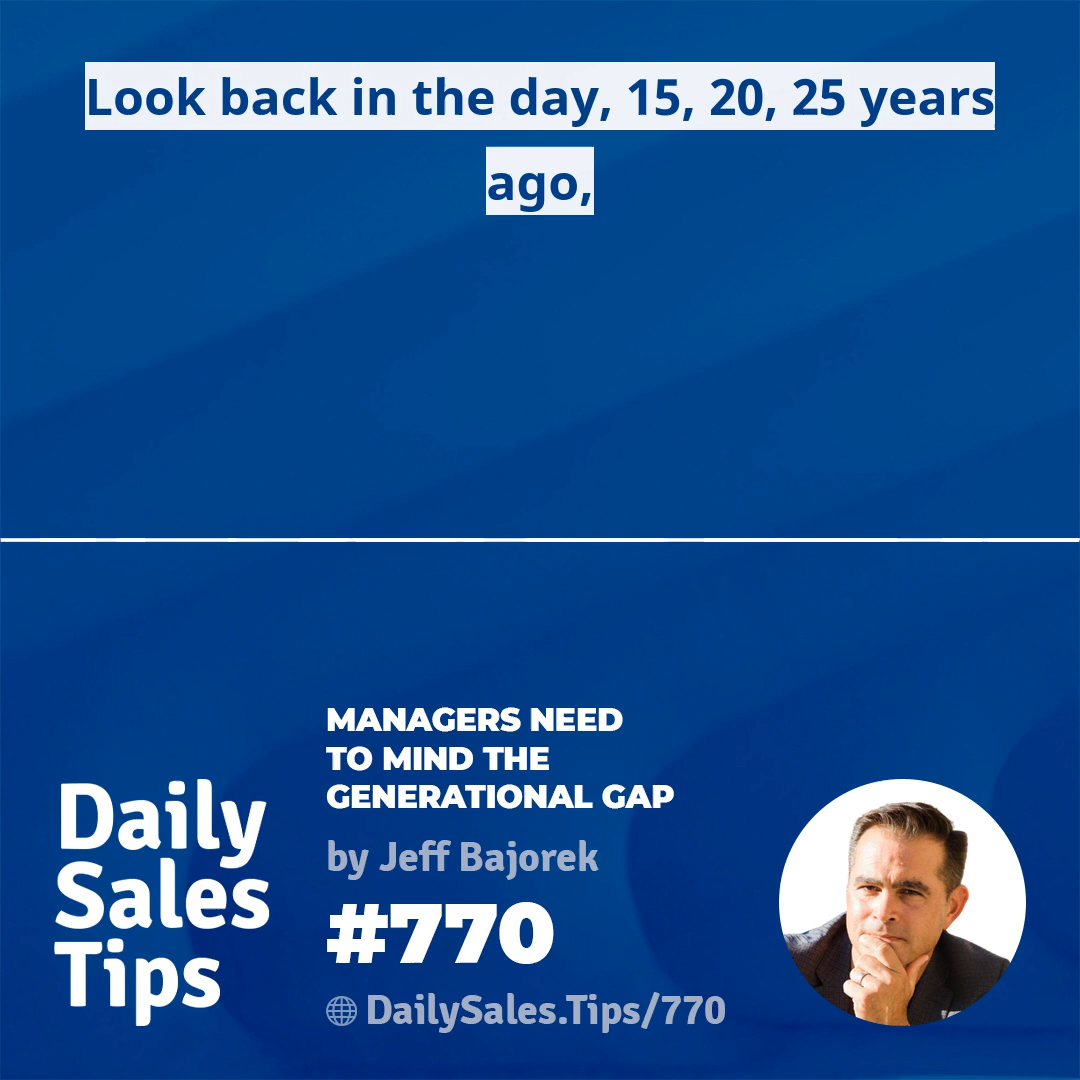 Look back in the day, 15, 20, 25 years
ago,
MANAGERS NEED
TO MIND THE
GENERATIONAL GAP
by Jeff Bajorek
#770
DailySales.Tips/770
Daily
Sales
Tips